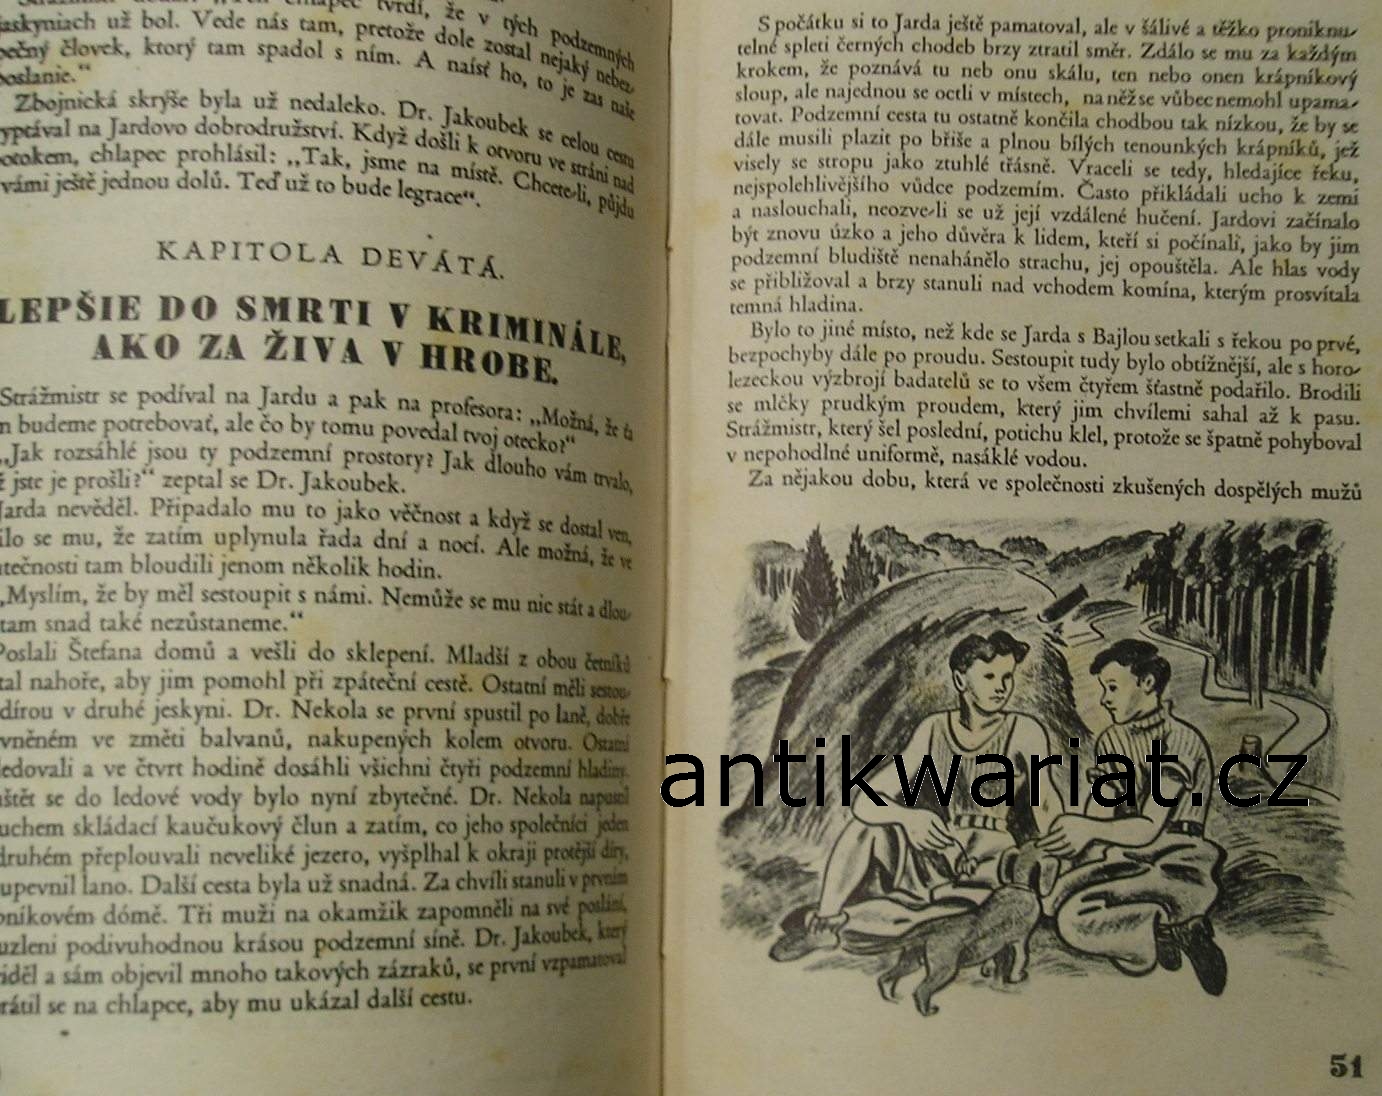 chlapec tvrdí, že v tých podzemných
jaskyniach už bol. Vede nás tam, pretože dole zostal nejaký nebez-
pečný človek, ktorý tam spadol s ním. A naísť ho, to je zas naše
poslanie."
Zbojnická skrýše byla už nedaleko. Dr. Jakoubek se celou cestu
vyptával na Jardovo dobrodružství. Když došli k otvoru ve stráni nad
potokem, chlapec prohlásil: „Tak, jsme na místě. Chcete-li, půjdu
vámi ještě jednou dolů. Teď už to bude legrace“.
KAPITOLA DEVÁTÁ.
LEPŠIE DO SMRTI V KRIMINÁLE,
AKO ZA ŽIVA V HROBE.
Strážmistr se podíval na Jardu a pak na profesora: „Možná, že ťa
m budeme potrebovať, ale čo by tomu povedal tvoj otecko?“
„Jak rozsáhlé jsou ty podzemní prostory? Jak dlouho vám trvalo,
ž jste je prošli?“ zeptal se Dr. Jakoubek.
Jarda nevěděl. Připadalo mu to jako věčnost a když se dostal ven,
ilo se mu, že zatím uplynula řada dní a nocí. Ale možná, že ve
utečnosti tam bloudili jenom několik hodin.
„Myslím, že by měl sestoupit s námi. Nemůže se mu nic stát a dlou-
tam snad také nezůstaneme.“
Poslali Štefana domů a vešli do sklepení. Mladší z obou četníků
tal nahoře, aby jim pomohl při zpáteční cestě. Ostatní měli sestou-
dírou v druhé jeskyni. Dr. Nekola se první spustil po laně, dobře
vněném ve změti balvanů, nakupených kolem otvoru. Ostatní
ledovali a ve čtvrt hodině dosáhli všichni čtyři podzemní hladiny.
uštět se do ledové vody bylo nyní zbytečné. Dr. Nekola napustil
uchem skládací kaučukový člun a zatím, co jeho společníci jeden
druhém přeplouvali neveliké jezero, vyšplhal k okraji protější díry,
upevnil lano. Další cesta byla už snadná. Za chvíli stanuli v prvním
pníkovém dómě. Tři muži na okamžik zapomněli na své poslání,
uzleni podivuhodnou krásou podzemní síně. Dr. Jakoubek, který
iděl a sám objevil mnoho takových zázraků, se první vzpamatoval
rátil se na chlapce, aby mu ukázal další cestu.
S počátku si to Jarda ještě pamatoval, ale v šálivé a těžko proniknu-
telné spleti černých chodeb brzy ztratil směr. Zdálo se mu za každým
krokem, že poznává tu neb onu skálu, ten nebo onen krápníkový
sloup, ale najednou se octli v místech, na něž se vůbec nemohl upama-
tovat. Podzemní cesta tu ostatně končila chodbou tak nízkou, že by se
dále musili plazit po břiše a plnou bílých tenounkých krápníků, jež
visely se stropu jako ztuhlé třásně. Vraceli se tedy, hledajíce řeku,
nejspolehlivějšího vůdce podzemím. Často přikládali ucho k zemi
a naslouchali, neozve-li se už její vzdálené hučení. Jardovi začínalo
být znovu úzko a jeho důvěra k lidem, kteří si počínali, jako by jim
podzemní bludiště nenahánělo strachu, jej opouštěla. Ale hlas vody
se přibližoval a brzy stanuli nad vchodem komína, kterým prosvítala
temná hladina.
Bylo to jiné místo, než kde se Jarda s Bajlou setkali s řekou po prvé,
bezpochyby dále po proudu. Sestoupit tudy bylo obtížnější, ale s horo-
lezeckou výzbrojí badatelů se to všem čtyřem šťastně podařilo. Brodili
se mlčky prudkým proudem, který jim chvílemi sahal až k pasu.
Strážmistr, který šel poslední, potichu klel, protože se špatně pohyboval
v nepohodlné uniformě, nasáklé vodou.
Za nějakou dobu, která ve společnosti zkušených dospělých mužů
antikwariat.cz
51